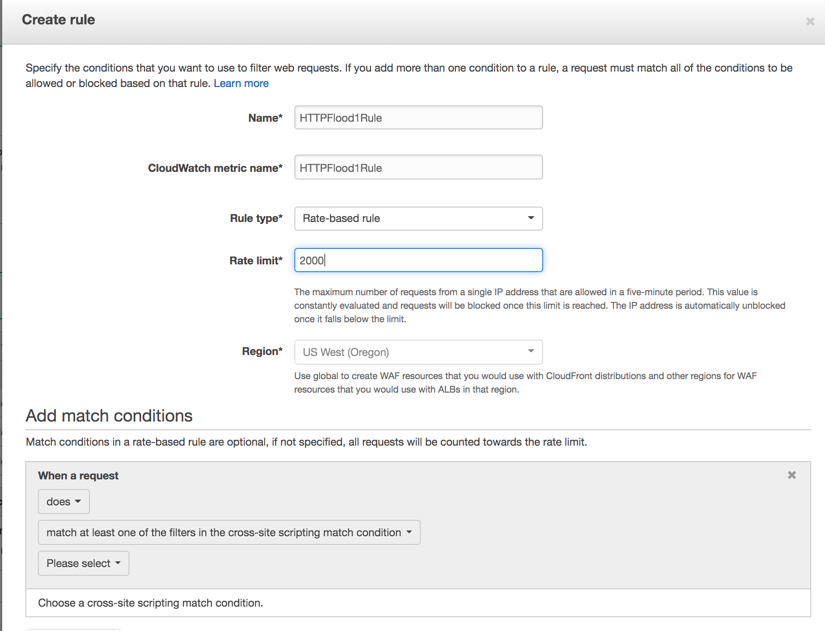 Create rule
Specify the conditions that you want to use to filter web requests. If you add more than one condition to a rule, a request must match all of the conditions to be
allowed or blocked based on that rule. Learn more
Name* HTTPFlood1Rule
CloudWatch metric name* HTTPFlood1Rule
Rule type* Rate-based rule
Rate limit* 2000
The maximum number of requests from a single IP address that are allowed in a five-minute period. This value is
constantly evaluated and requests will be blocked once this limit is reached. The IP address is automatically unblocked
once it falls below the limit.
Region* US West (Oregon)
Use global to create WAF resources that you would use with CloudFront distributions and other regions for WAF
resources that you would use with ALBs in that region.
Add match conditions
Match conditions in a rate-based rule are optional, if not specified, all requests will be counted towards the rate limit.
When a request
does
match at least one of the filters in the cross-site scripting match condition
Please select
Choose a cross-site scripting match condition.